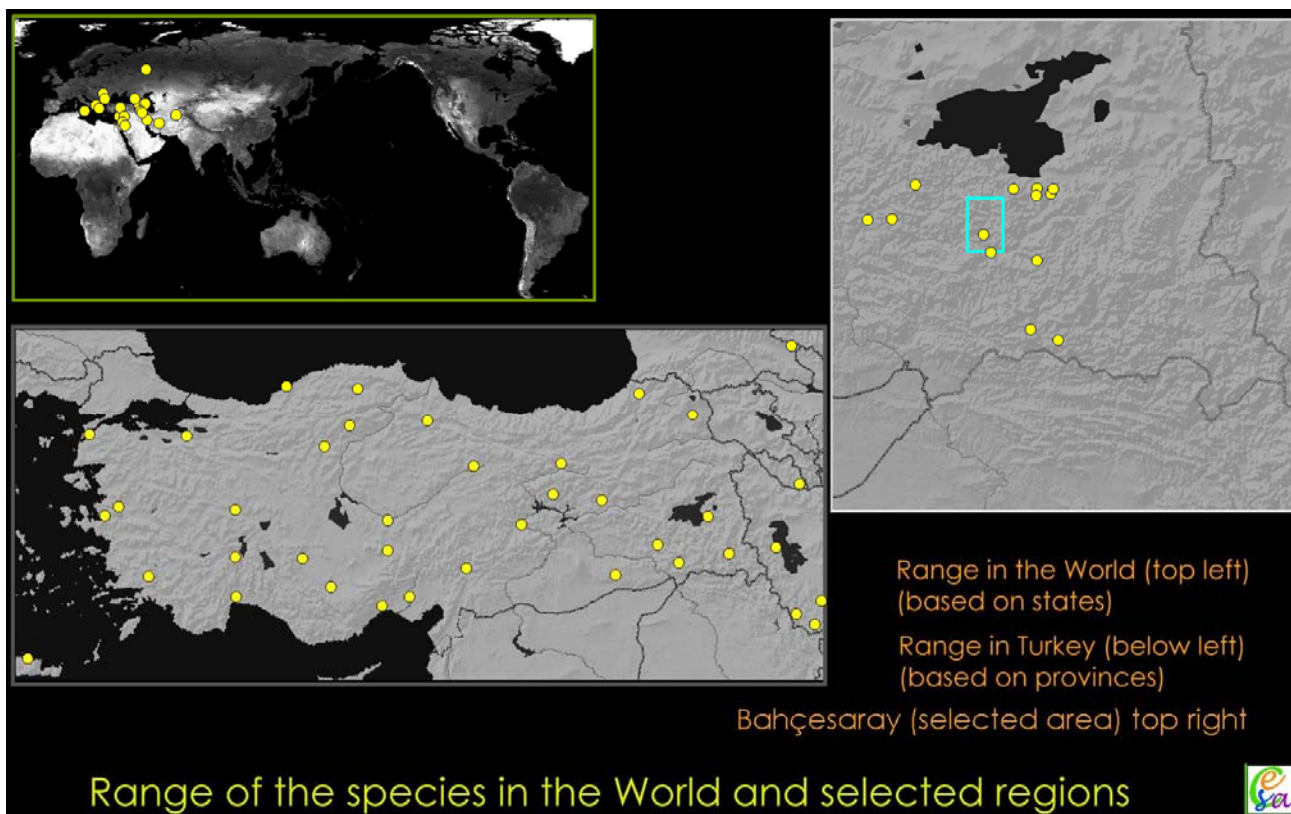 Range in the World (top left)
(based on states)
Range in Turkey (below left)
(based on provinces)
Bahçesaray (selected area) top right
Range of the species in the World and selected regions
esa